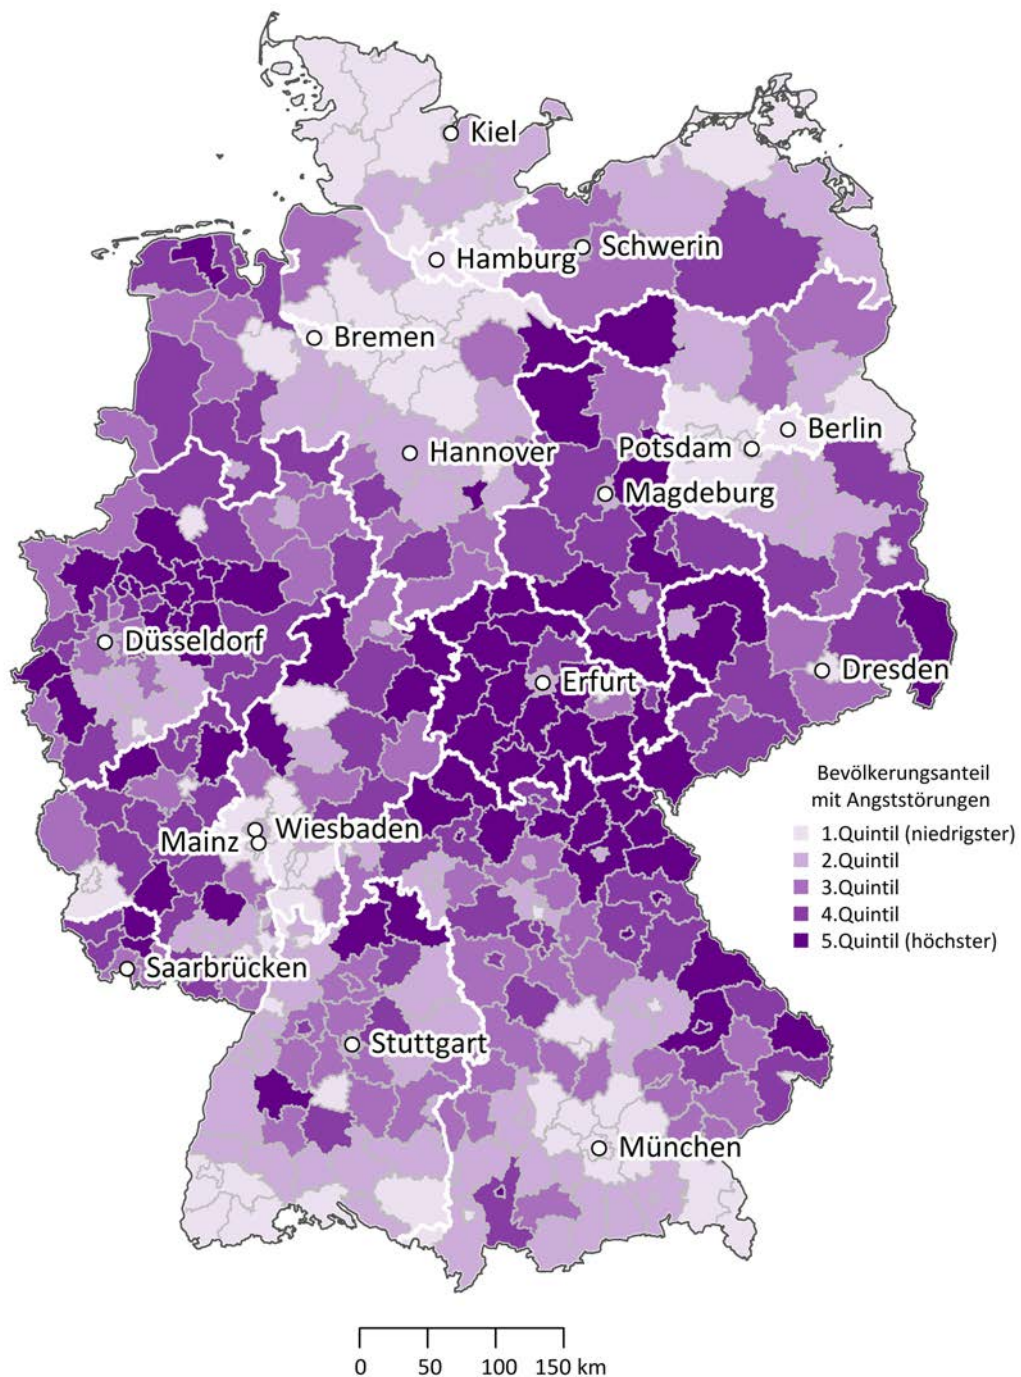 Kiel
Schwerin
Hamburg
Bremen
Berlin
Hannover
Potsdam
Magdeburg
Düsseldorf
Erfurt
Dresden
Bevölkerungsanteil
mit Angststörungen
1.Quintil (niedrigster)
2.Quintil
3.Quintil
4.Quintil
5.Quintil (höchster)
Wiesbaden
Mainz
Saarbrücken
Stuttgart
München
0 50 100 150 km